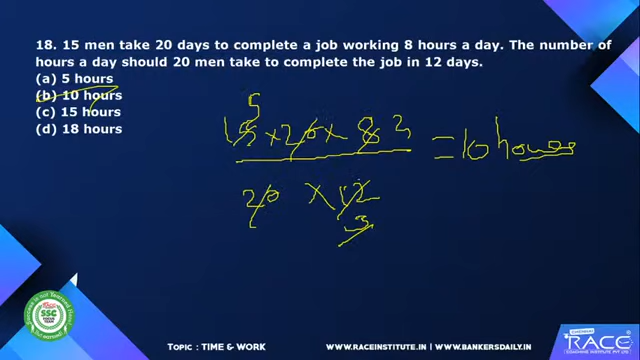 18. 15 men take 20 days to complete a job working 8 hours a day. The number of
hours a day should 20 men take to complete the job in 12 days.
(a) 5 hours
(b) 10 hours
(c) 15 hours
(d) 18 hours
5
15 × 20 × 8 2
= 10 hours
20 × 12
3
SSC
FOCUS
TEAM
TOPIC : TIME & WORK
WWW.RACEINSTITUTE.IN | WWW.BANKERSDAILY.IN
RACE